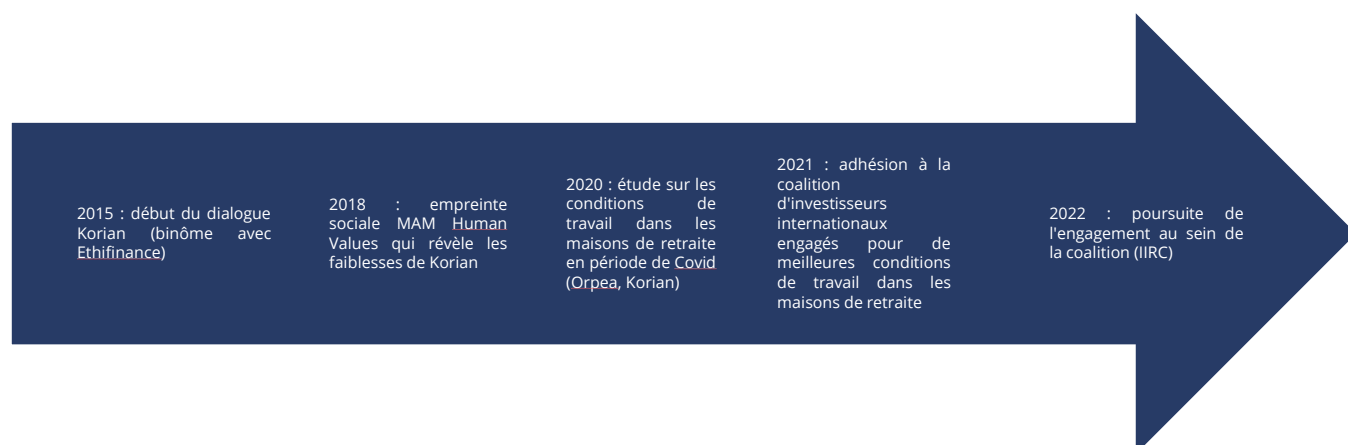 2015 : début du dialogue
Korian (binôme avec
Ethifinance)
2018 : empreinte
sociale MAM Human
Values qui révèle les
faiblesses de Korian
2020 : étude sur les
conditions de
travail dans les
maisons de retraite
en période de Covid
(Orpea, Korian)
2021 : adhésion à la
coalition
d'investisseurs
internationaux
engagés pour de
meilleures conditions
de travail dans les
maisons de retraite
2022 : poursuite de
l'engagement au sein de
la coalition (IIRC)